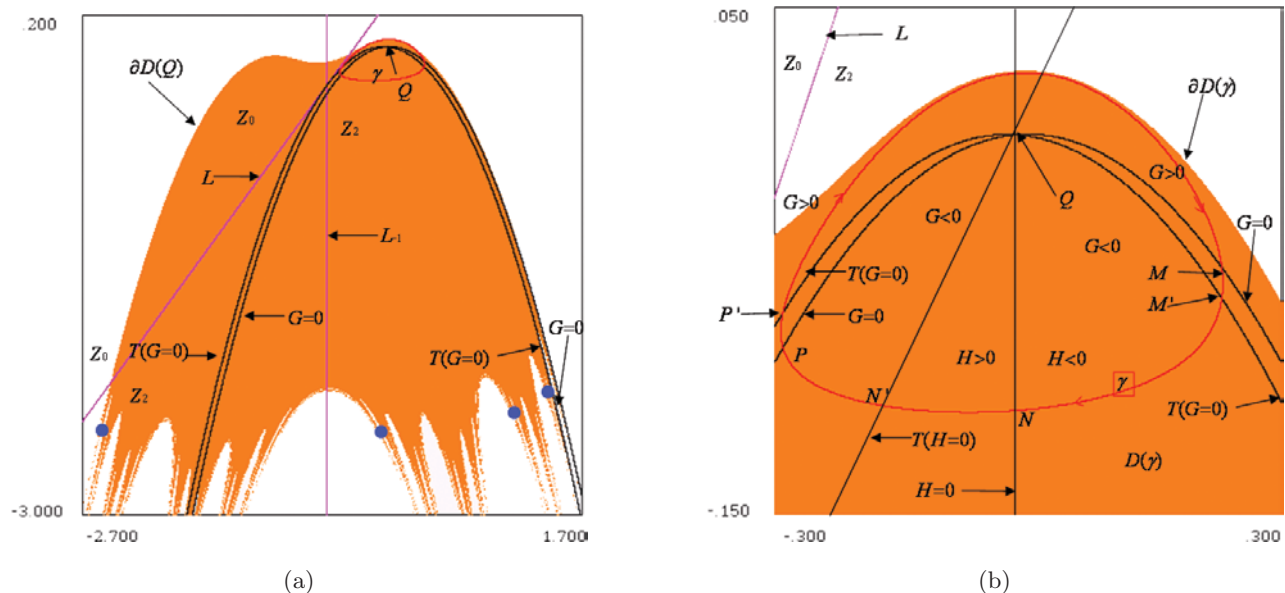 .200
∂D(Q)
Z₀
γ
Q
Z₂
L
L₋₁
G=0
T(G=0)
T(G=0)
G=0
Z₀
Z₂
-3.000
-2.700
1.700
(a)
.050
L
Z₀
Z₂
∂D(γ)
G>0
G>0
G<0
Q
G<0
G=0
T(G=0)
M
P'
G=0
M'
P
H>0
H<0
γ
N'
N
T(G=0)
T(H=0)
D(γ)
H=0
-.150
-.300
.300
(b)